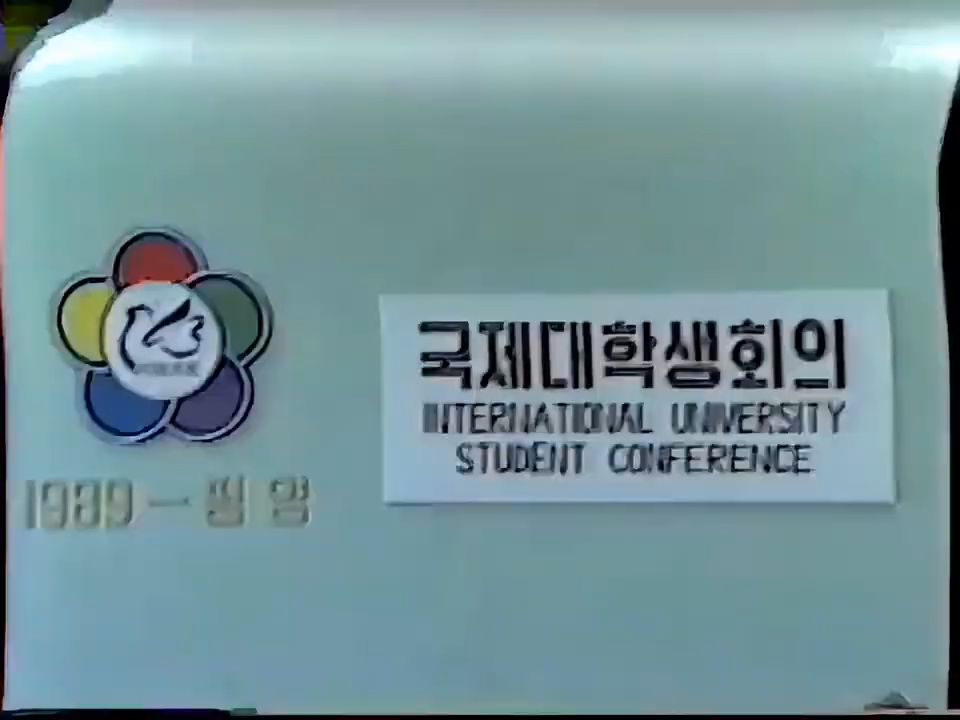 1989 – 평양
국제대학생회의
INTERNATIONAL UNIVERSITY
STUDENT CONFERENCE